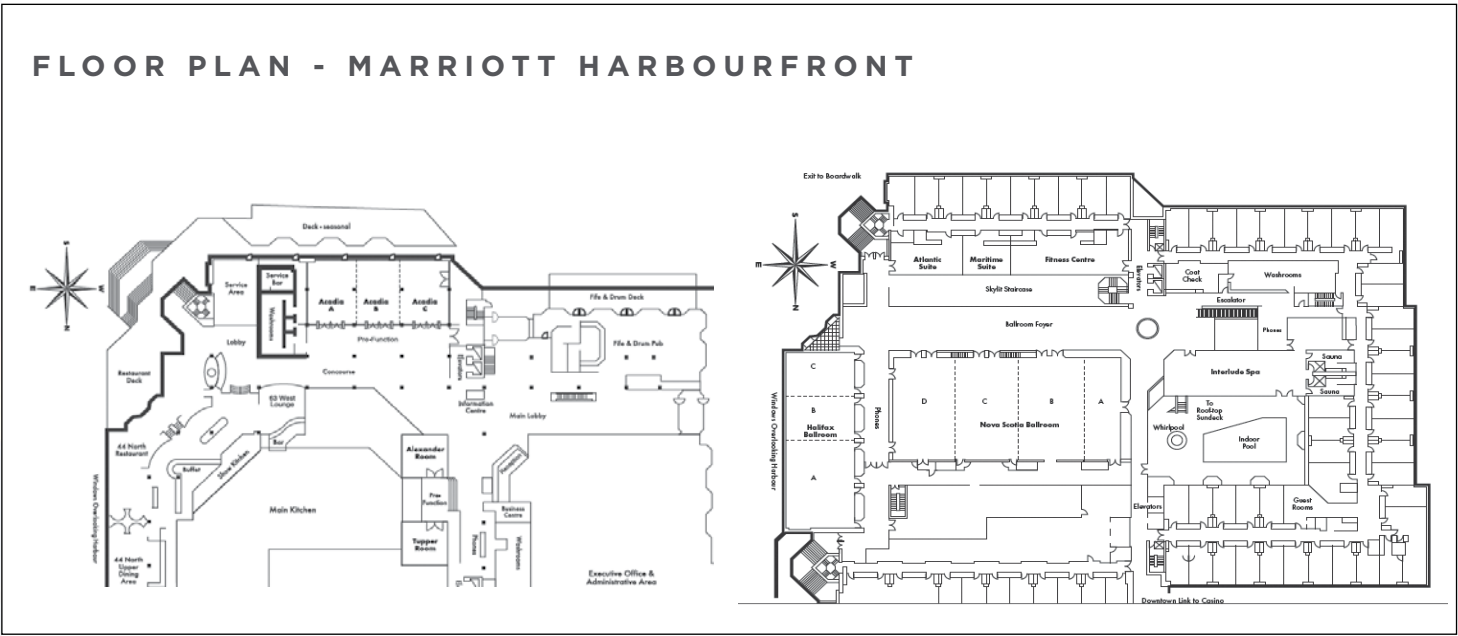 FLOOR PLAN - MARRIOTT HARBOURFRONT
Deck - seasonal
S
E
W
N
Service
Area
Service
Bar
Washrooms
Acadia
A
Acadia
B
Acadia
C
Pre-Function
Lobby
Concourse
Elevators
Information
Centre
Fife & Drum Deck
Fife & Drum Pub
Main Lobby
Restaurant
Deck
63 West
Lounge
Bar
44 North
Restaurant
Buffet
Show Kitchen
Windows Overlooking Harbour
44 North
Upper
Dining
Area
Main Kitchen
Alexander
Room
Function
Tupper
Room
Reception
Business
Centre
Phones
Washrooms
Executive Office &
Administrative Area
Exit to Boardwalk
S
E
W
N
Atlantic
Suite
Maritime
Suite
Fitness Centre
Elevators
Coat
Check
Washrooms
Skylit Staircase
Escalator
Ballroom Foyer
Phones
C
B
Halifax
Ballroom
A
Windows Overlooking Harbour
Phones
D
C
B
A
Nova Scotia Ballroom
Interlude Spa
Sauna
Sauna
To
Rooftop
Sundeck
Whirlpool
Indoor
Pool
Elevators
Guest
Rooms
Downtown Link to Casino